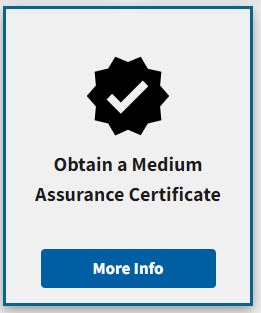 Obtain a Medium
Assurance Certificate
More Info